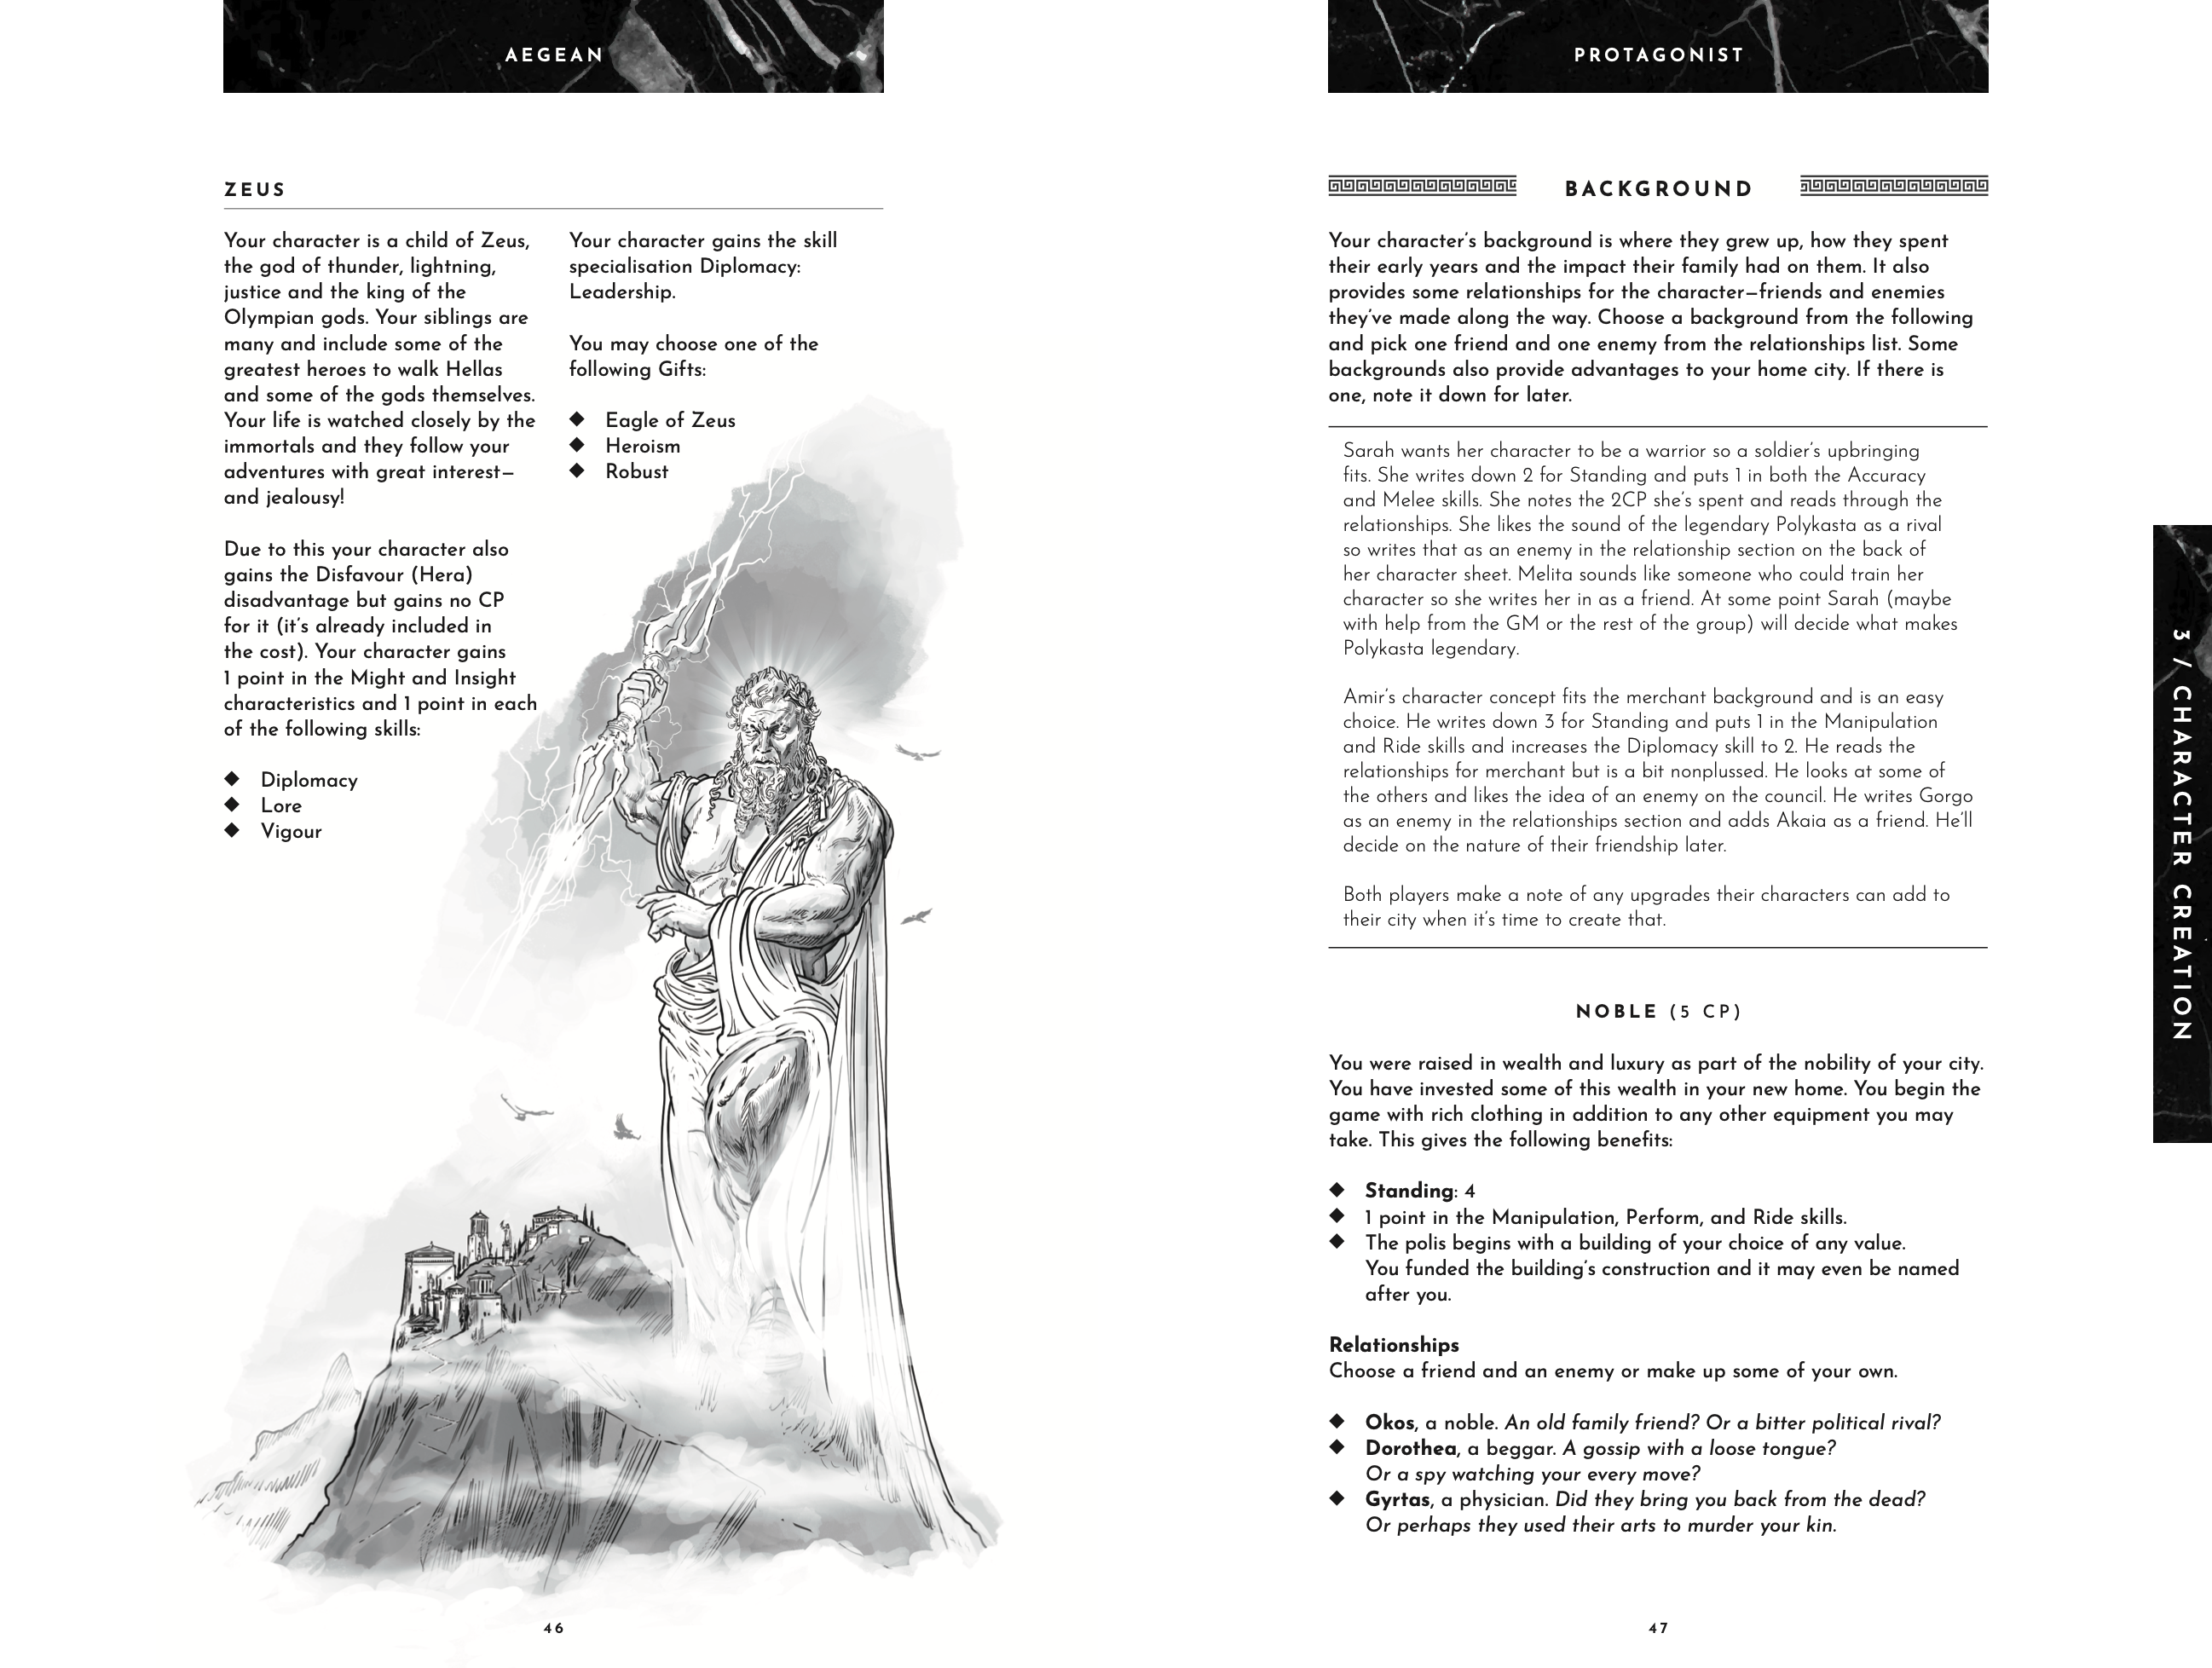 AEGEAN
ZEUS
Your character is a child of Zeus,
the god of thunder, lightning,
justice and the king of the
Olympian gods. Your siblings are
many and include some of the
greatest heroes to walk Hellas
and some of the gods themselves.
Your life is watched closely by the
immortals and they follow your
adventures with great interest—
and jealousy!
Due to this your character also
gains the Disfavour (Hera)
disadvantage but gains no CP
for it (it's already included in
the cost). Your character gains
1 point in the Might and Insight
characteristics and 1 point in each
of the following skills:
◆ Diplomacy
◆ Lore
◆ Vigour
Your character gains the skill
specialisation Diplomacy:
Leadership.
You may choose one of the
following Gifts:
◆ Eagle of Zeus
◆ Heroism
◆ Robust
46
PROTAGONIST
BACKGROUND
Your character's background is where they grew up, how they spent
their early years and the impact their family had on them. It also
provides some relationships for the character—friends and enemies
they've made along the way. Choose a background from the following
and pick one friend and one enemy from the relationships list. Some
backgrounds also provide advantages to your home city. If there is
one, note it down for later.
Sarah wants her character to be a warrior so a soldier's upbringing
fits. She writes down 2 for Standing and puts 1 in both the Accuracy
and Melee skills. She notes the 2CP she's spent and reads through the
relationships. She likes the sound of the legendary Polykasta as a rival
so writes that as an enemy in the relationship section on the back of
her character sheet. Melita sounds like someone who could train her
character so she writes her in as a friend. At some point Sarah (maybe
with help from the GM or the rest of the group) will decide what makes
Polykasta legendary.
Amir's character concept fits the merchant background and is an easy
choice. He writes down 3 for Standing and puts 1 in the Manipulation
and Ride skills and increases the Diplomacy skill to 2. He reads the
relationships for merchant but is a bit nonplussed. He looks at some of
the others and likes the idea of an enemy on the council. He writes Gorgo
as an enemy in the relationships section and adds Akaia as a friend. He'll
decide on the nature of their friendship later.
Both players make a note of any upgrades their characters can add to
their city when it's time to create that.
NOBLE (5 CP)
You were raised in wealth and luxury as part of the nobility of your city.
You have invested some of this wealth in your new home. You begin the
game with rich clothing in addition to any other equipment you may
take. This gives the following benefits:
◆ Standing: 4
◆ 1 point in the Manipulation, Perform, and Ride skills.
◆ The polis begins with a building of your choice of any value.
You funded the building's construction and it may even be named
after you.
Relationships
Choose a friend and an enemy or make up some of your own.
◆ Okos, a noble. An old family friend? Or a bitter political rival?
◆ Dorothea, a beggar. A gossip with a loose tongue?
Or a spy watching your every move?
◆ Gyrtas, a physician. Did they bring you back from the dead?
Or perhaps they used their arts to murder your kin.
47
3 / CHARACTER CREATION